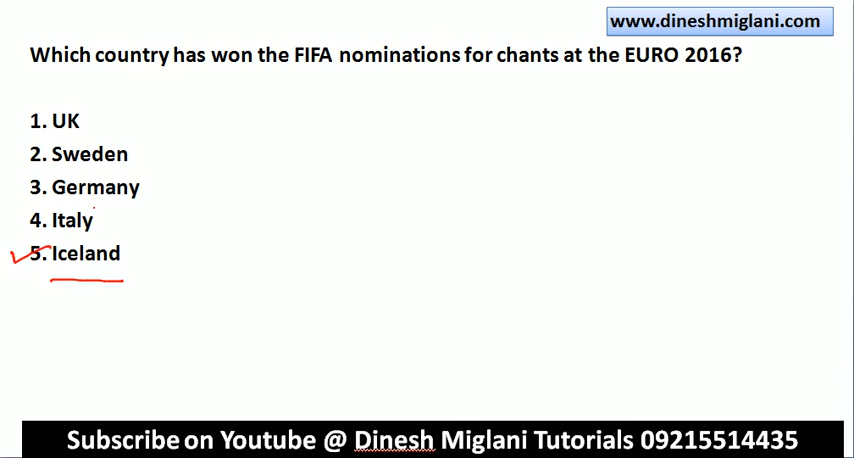 www.dineshmiglani.com
Which country has won the FIFA nominations for chants at the EURO 2016?
1. UK
2. Sweden
3. Germany
4. Italy
5. Iceland
Subscribe on Youtube @ Dinesh Miglani Tutorials 09215514435